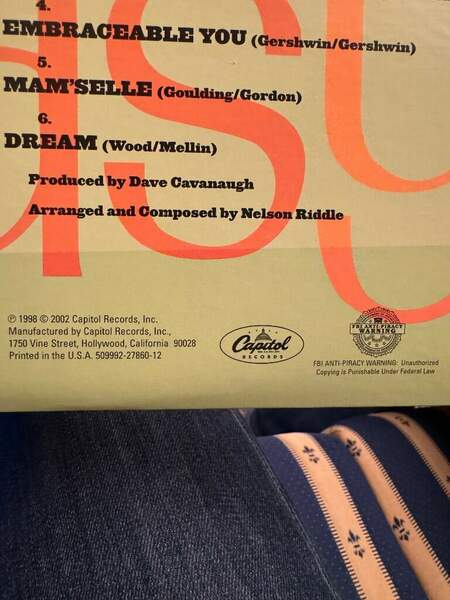 4.
EMBRACEABLE YOU (Gershwin/Gershwin)
5.
MAM'SELLE (Goulding/Gordon)
6.
DREAM (Wood/Mellin)
Produced by Dave Cavanaugh
Arranged and Composed by Nelson Riddle
℗ 1998 © 2002 Capitol Records, Inc.
Manufactured by Capitol Records, Inc.,
1750 Vine Street, Hollywood, California 90028
Printed in the U.S.A. 509992-27860-12
Capitol
RECORDS
FBI ANTI-PIRACY
WARNING
FBI ANTI-PIRACY WARNING: Unauthorized
Copying is Punishable Under Federal Law